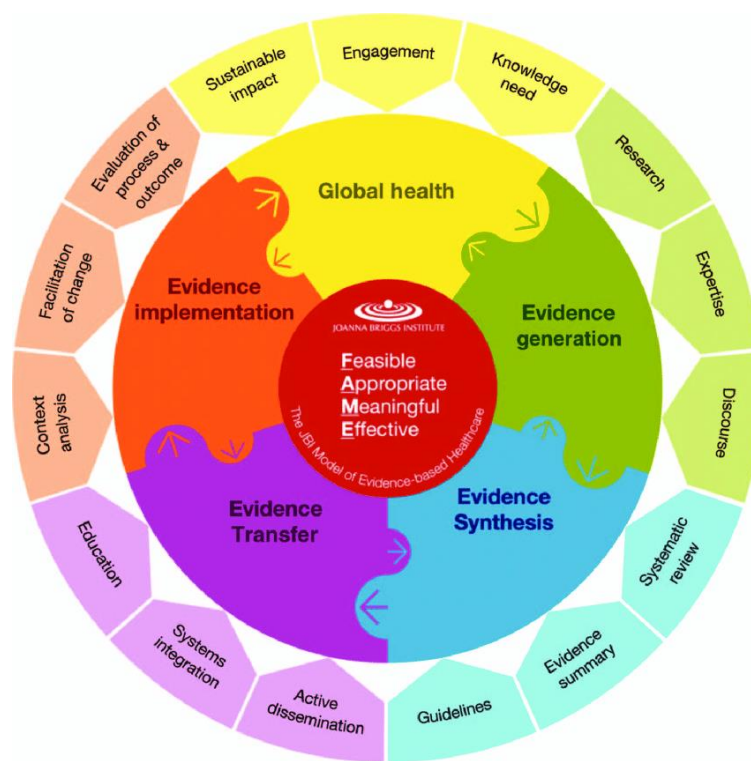 Engagement
Knowledge
need
Research
Expertise
Discourse
Systematic
review
Evidence
summary
Guidelines
Active
dissemination
Systems
integration
Education
Context
analysis
Facilitation
of change
Evaluation of
process &
outcome
Sustainable
impact
Global health
Evidence
generation
Evidence
Synthesis
Evidence
Transfer
Evidence
implementation
JOANNA BRIGGS INSTITUTE
Feasible
Appropriate
Meaningful
Effective
The JBI Model of Evidence-based Healthcare